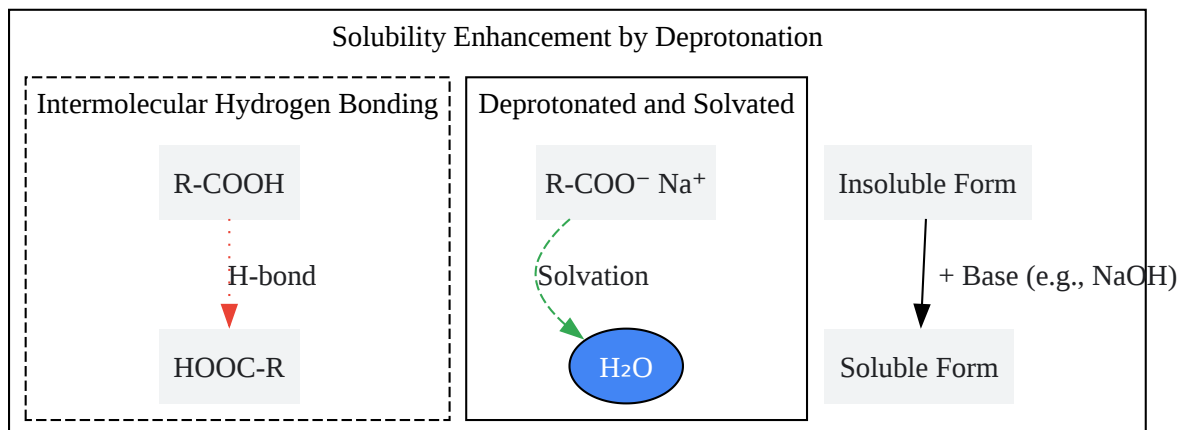 Solubility Enhancement by Deprotonation
Intermolecular Hydrogen Bonding
R-COOH
H-bond
HOOC-R
Deprotonated and Solvated
R-COO⁻ Na⁺
Solvation
H₂O
Insoluble Form
+ Base (e.g., NaOH)
Soluble Form